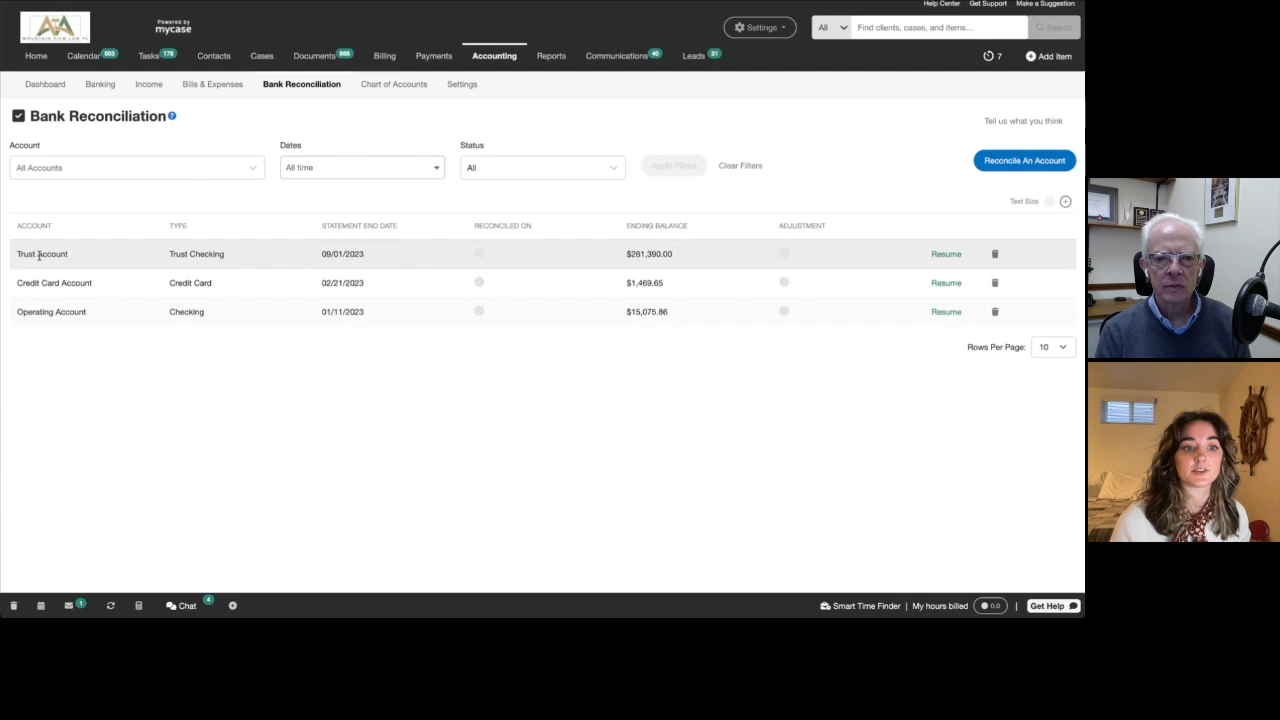 Help Center Get Support Make a Suggestion
MOUNTAIN VIEW LAW PC
Powered by
mycase
Settings
All
Find clients, cases, and items...
Search
Home Calendar 503 Tasks 178 Contacts Cases Documents 668 Billing Payments Accounting Reports Communications 40 Leads 21 7 Add Item
Dashboard Banking Income Bills & Expenses Bank Reconciliation Chart of Accounts Settings
Bank Reconciliation ?
Tell us what you think
Account Dates Status
All Accounts All time All Apply Filters Clear Filters Reconcile An Account
Text Size
ACCOUNT TYPE STATEMENT END DATE RECONCILED ON ENDING BALANCE ADJUSTMENT
Trust Account Trust Checking 09/01/2023 $261,390.00 Resume
Credit Card Account Credit Card 02/21/2023 $1,469.65 Resume
Operating Account Checking 01/11/2023 $15,075.86 Resume
Rows Per Page: 10
1 Chat 4 Smart Time Finder | My hours billed 0.0 | Get Help